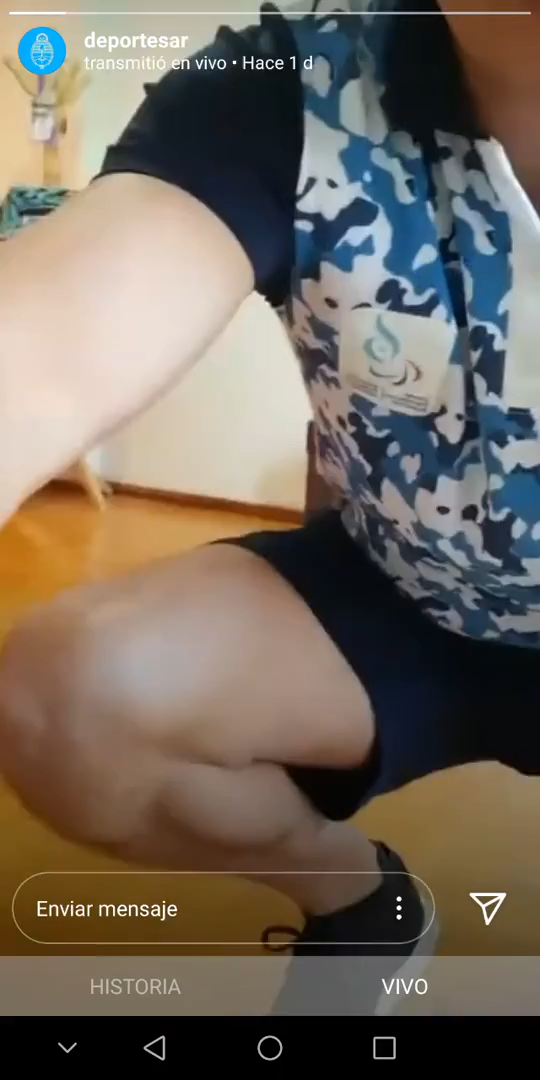 deportesar
transmitió en vivo • Hace 1 d
Enviar mensaje
HISTORIA
VIVO